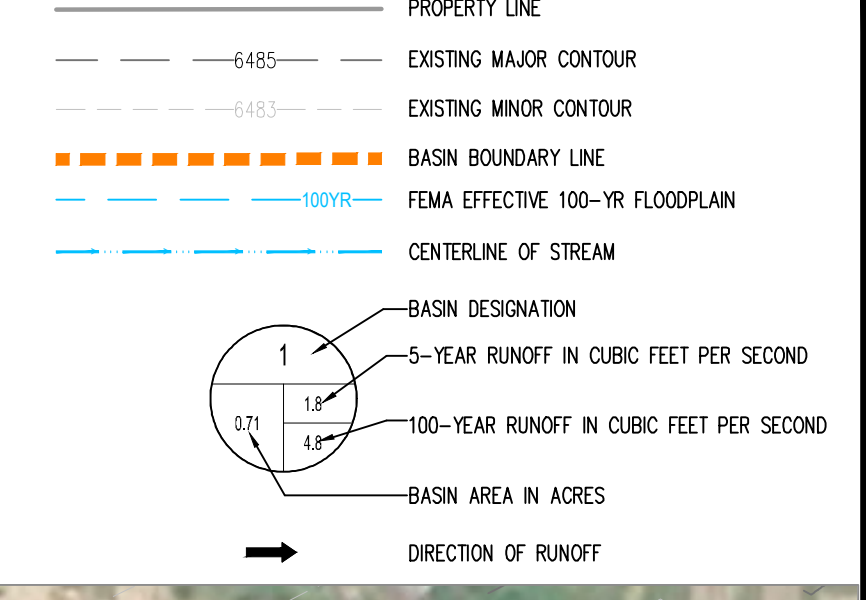 PROPERTY LINE
6485 EXISTING MAJOR CONTOUR
6483 EXISTING MINOR CONTOUR
BASIN BOUNDARY LINE
100YR FEMA EFFECTIVE 100-YR FLOODPLAIN
CENTERLINE OF STREAM
BASIN DESIGNATION
1
5-YEAR RUNOFF IN CUBIC FEET PER SECOND
1.8
0.71
100-YEAR RUNOFF IN CUBIC FEET PER SECOND
4.8
BASIN AREA IN ACRES
DIRECTION OF RUNOFF